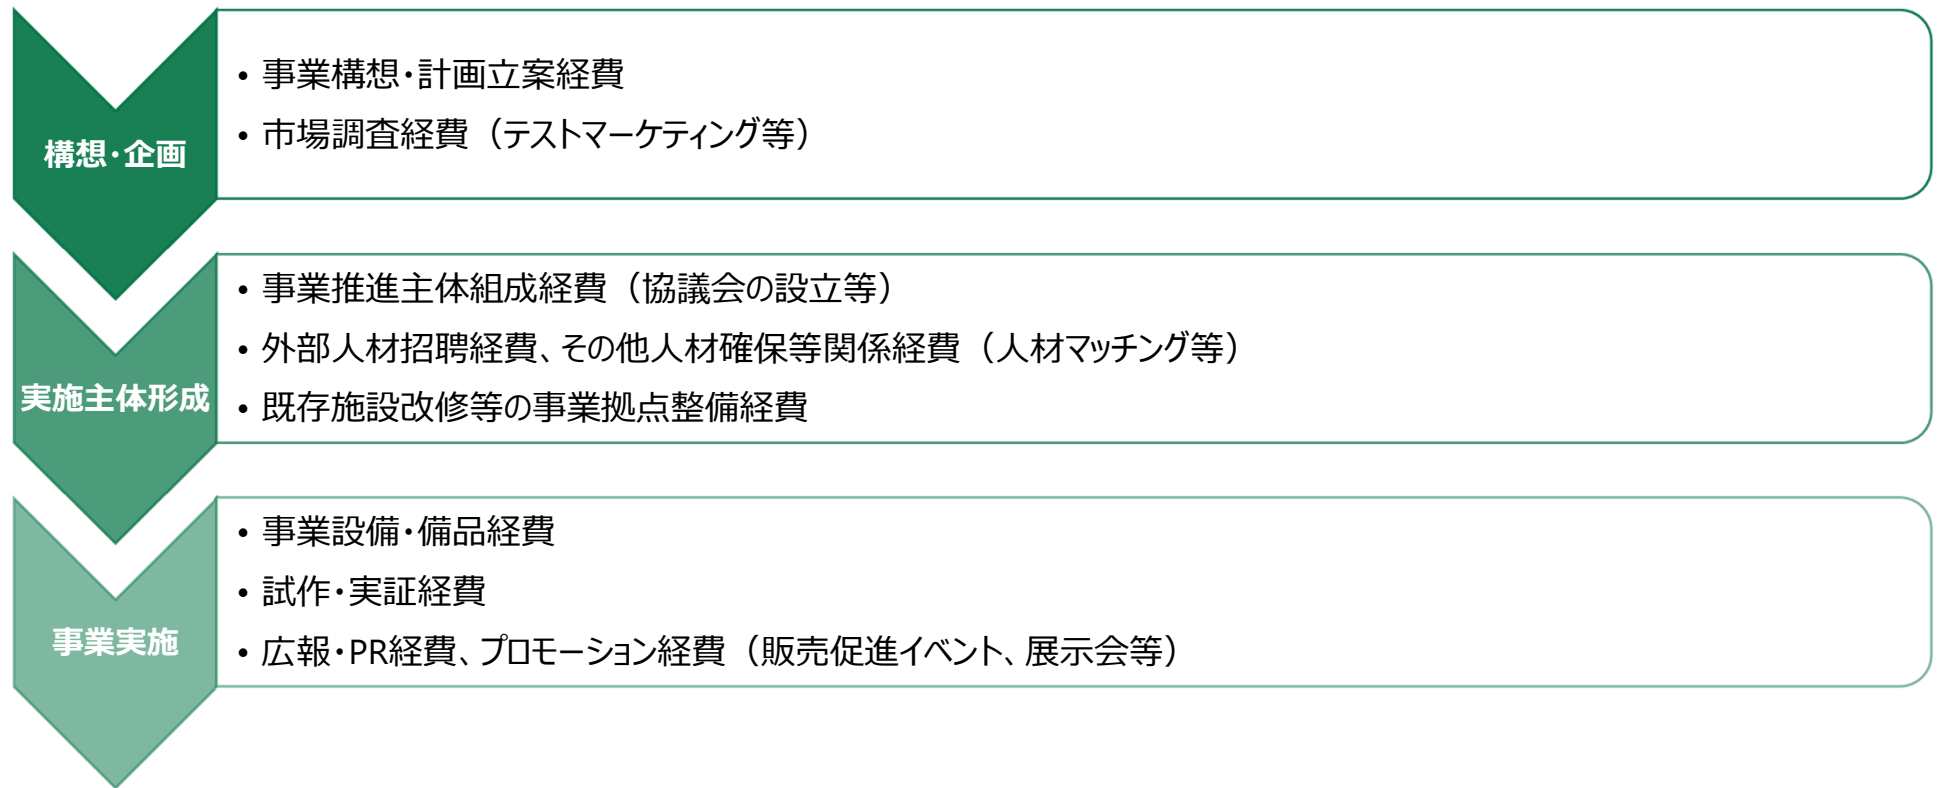 構想・企画
• 事業構想・計画立案経費
• 市場調査経費（テストマーケティング等）
実施主体形成
• 事業推進主体組成経費（協議会の設立等）
• 外部人材招聘経費、その他人材確保等関係経費（人材マッチング等）
• 既存施設改修等の事業拠点整備経費
事業実施
• 事業設備・備品経費
• 試作・実証経費
• 広報・PR経費、プロモーション経費（販売促進イベント、展示会等）